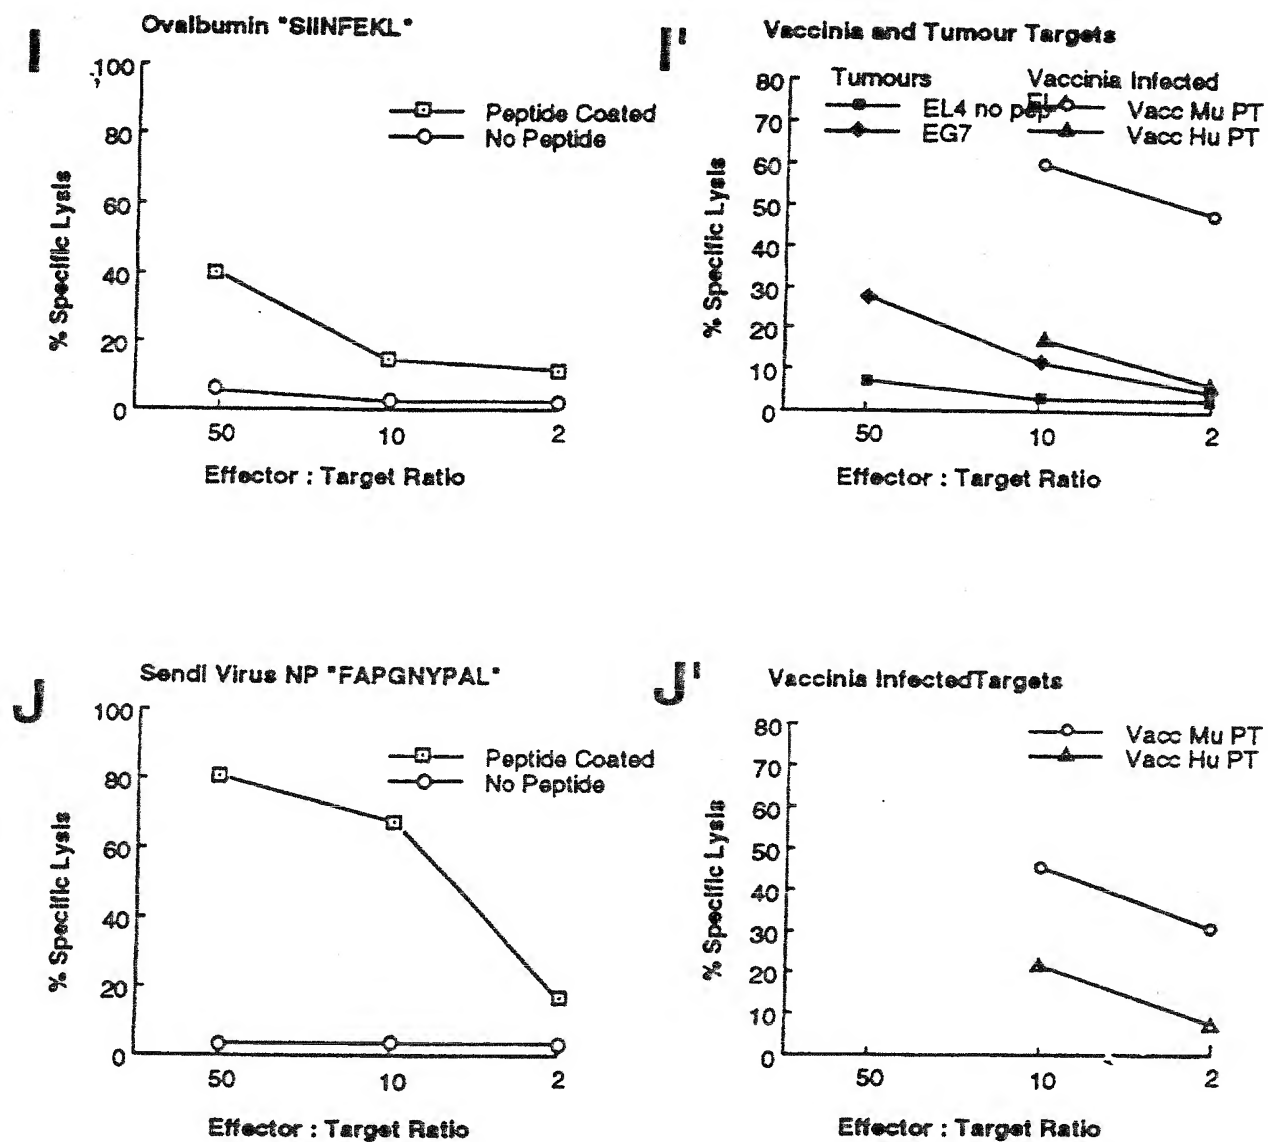 I
Ovalbumin "SIINFEKL"
100
80
60
40
20
0
% Specific Lysis
Peptide Coated
No Peptide
50
10
2
Effector : Target Ratio
I'
Vaccinia and Tumour Targets
80
70
60
50
40
30
20
10
0
% Specific Lysis
Tumours
EL4 no pep
EG7
Vaccinia Infected
Vacc Mu PT
Vacc Hu PT
50
10
2
Effector : Target Ratio
J
Sendi Virus NP "FAPGNYPAL"
100
80
60
40
20
0
% Specific Lysis
Peptide Coated
No Peptide
50
10
2
Effector : Target Ratio
J'
Vaccinia InfectedTargets
80
70
60
50
40
30
20
10
0
% Specific Lysis
Vacc Mu PT
Vacc Hu PT
50
10
2
Effector : Target Ratio